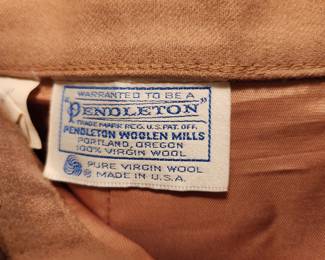 WARRANTED TO BE A
"PENDLETON"
TRADE MARK REG. U.S. PAT. OFF.
PENDLETON WOOLEN MILLS
PORTLAND, OREGON
100% VIRGIN WOOL
PURE VIRGIN WOOL
MADE IN U.S.A.